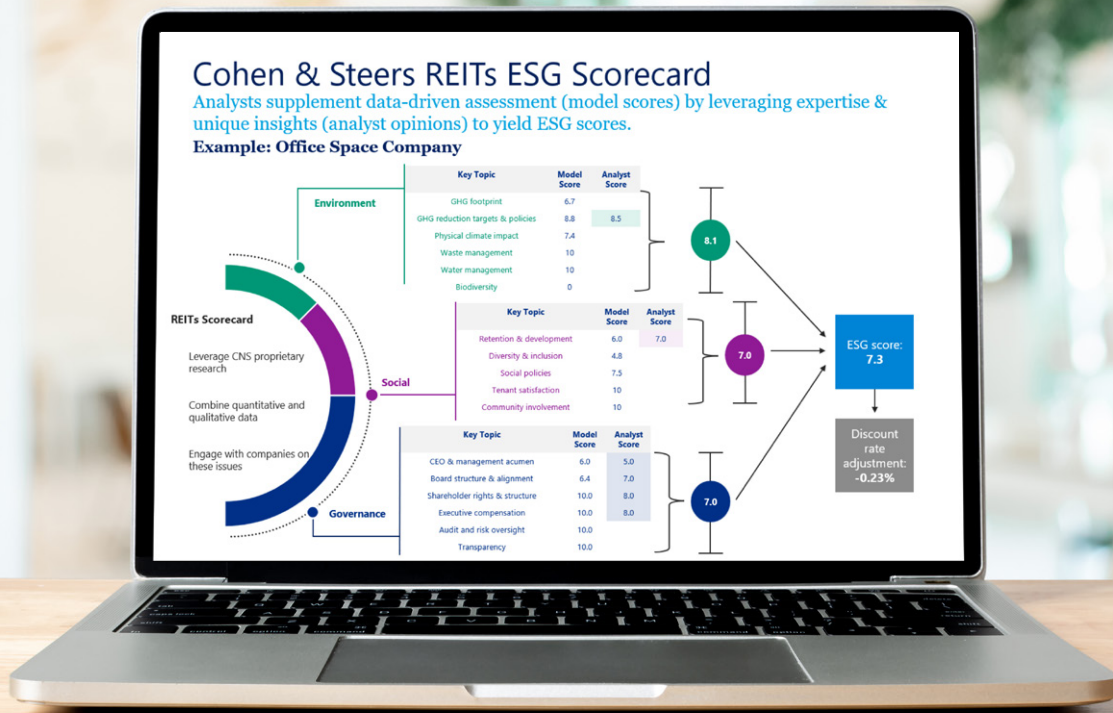 Cohen & Steers REITs ESG Scorecard
Analysts supplement data-driven assessment (model scores) by leveraging expertise &
unique insights (analyst opinions) to yield ESG scores.
Example: Office Space Company
Environment
Key Topic Model Score Analyst Score
GHG footprint 6.7
GHG reduction targets & policies 8.8 8.5
Physical climate impact 7.4
Waste management 10
Water management 10
Biodiversity 0
8.1
REITs Scorecard
Leverage CNS proprietary
research
Combine quantitative and
qualitative data
Engage with companies on
these issues
Social
Key Topic Model Score Analyst Score
Retention & development 6.0 7.0
Diversity & inclusion 4.8
Social policies 7.5
Tenant satisfaction 10
Community involvement 10
7.0
Governance
Key Topic Model Score Analyst Score
CEO & management acumen 6.0 5.0
Board structure & alignment 6.4 7.0
Shareholder rights & structure 10.0 8.0
Executive compensation 10.0 8.0
Audit and risk oversight 10.0
Transparency 10.0
7.0
ESG score:
7.3
Discount
rate
adjustment:
-0.23%
control option command
command option